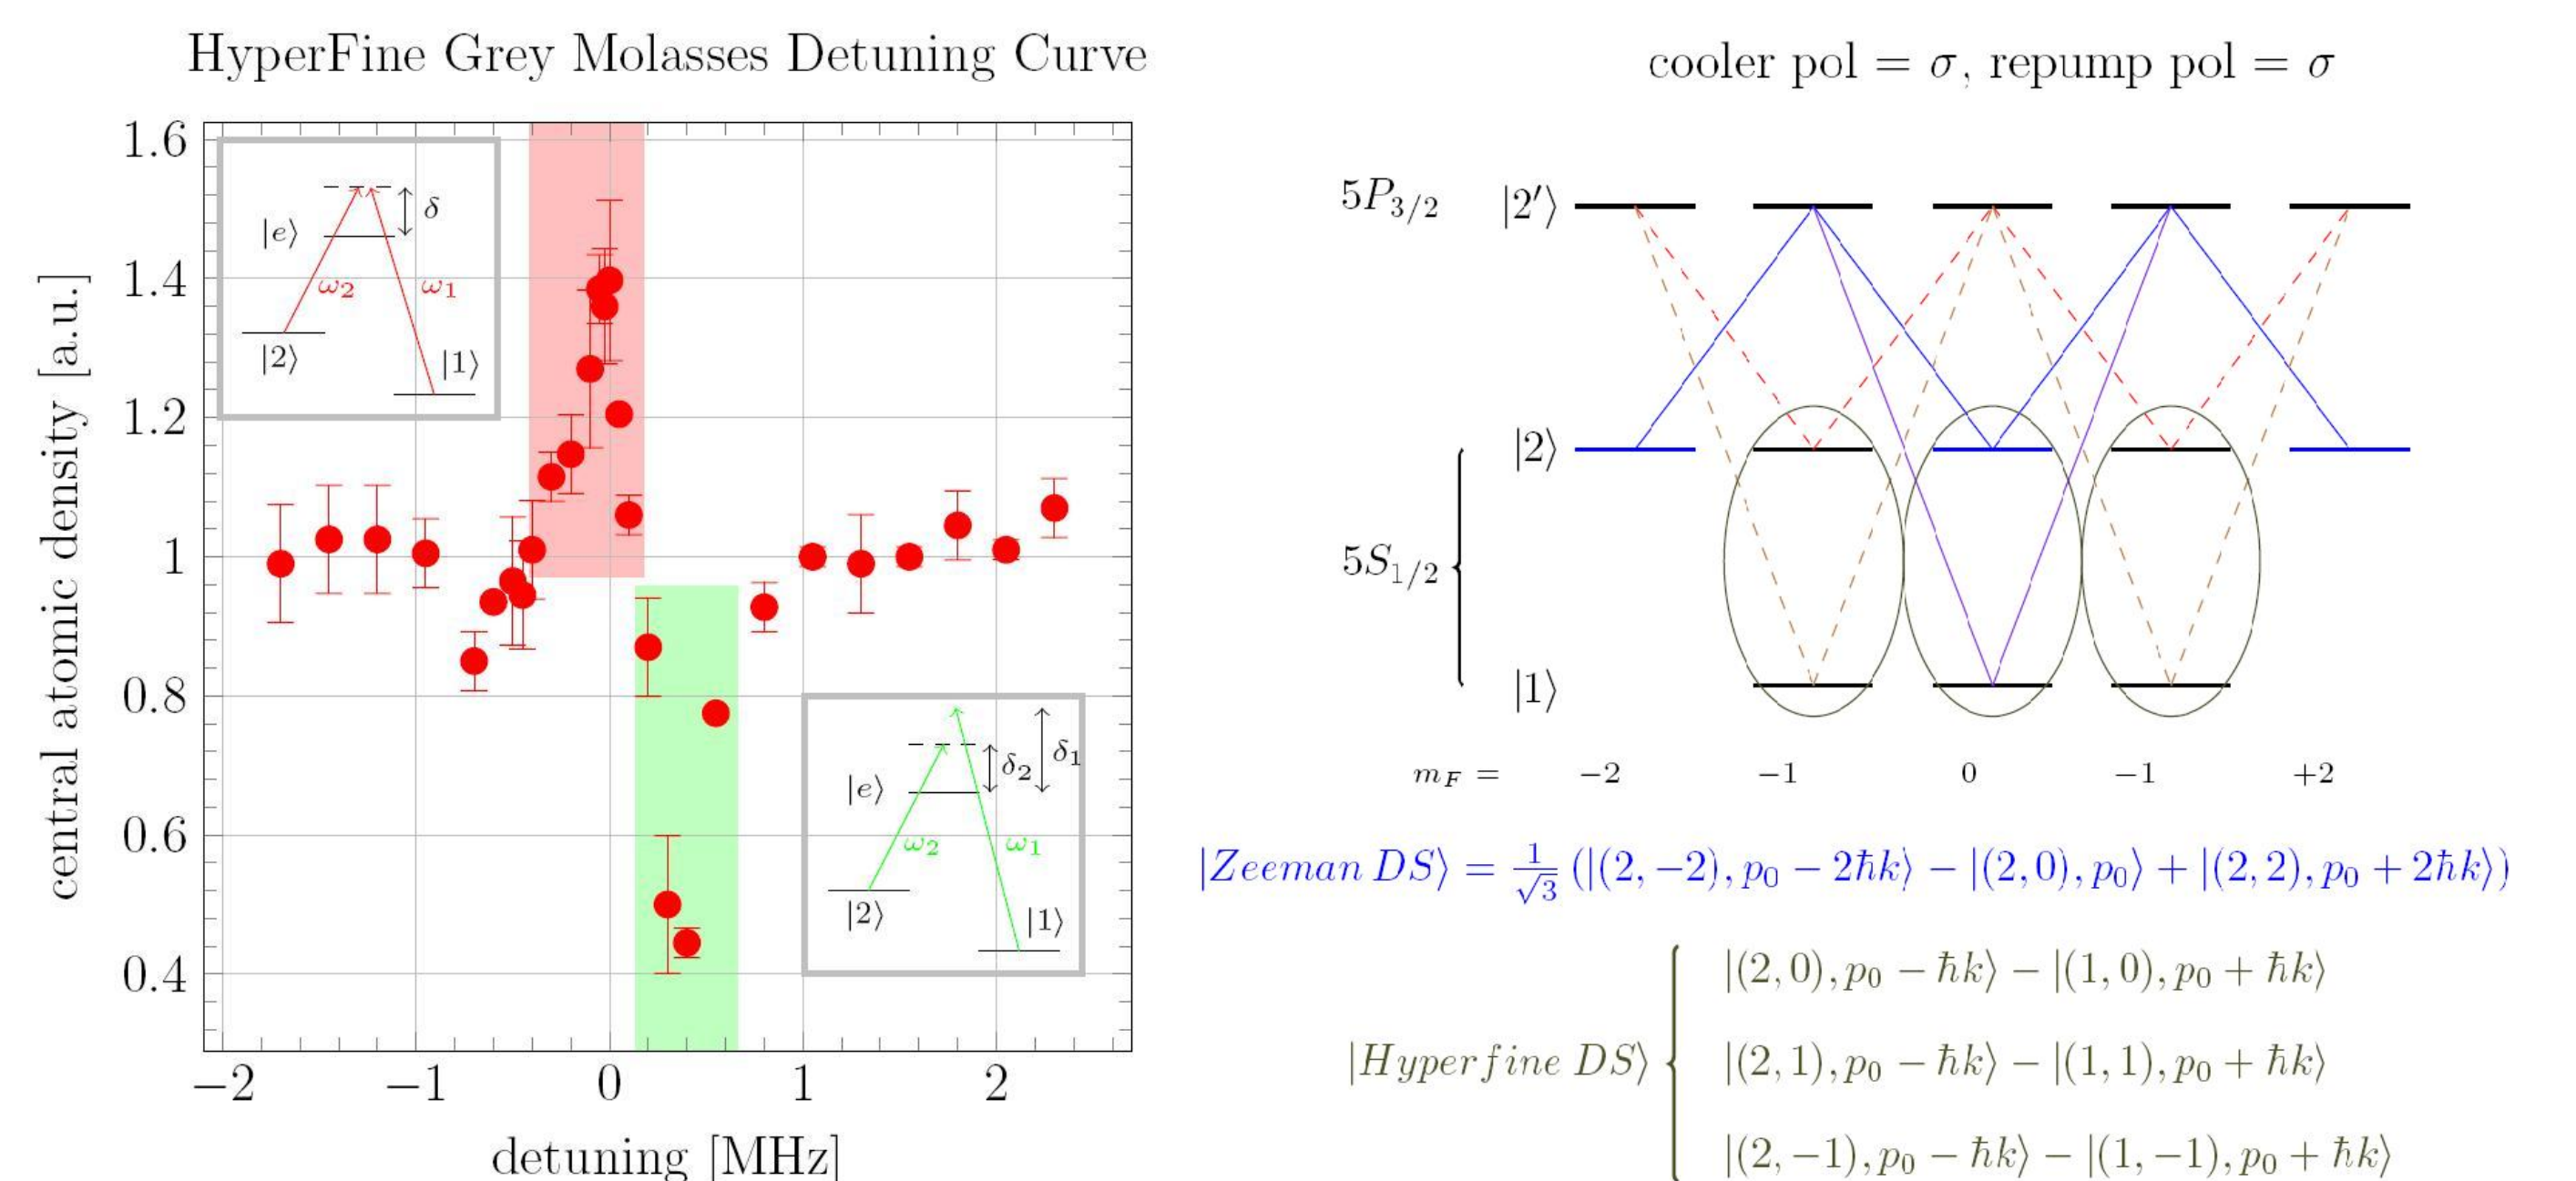 HyperFine Grey Molasses Detuning Curve
central atomic density [a.u.]
1.6
1.4
1.2
1
0.8
0.6
0.4
−2 −1 0 1 2
detuning [MHz]
|e⟩
δ
ω₂ ω₁
|2⟩
|1⟩
|e⟩
δ₂ δ₁
ω₂ ω₁
|2⟩
|1⟩
cooler pol = σ, repump pol = σ
5P₃/₂ |2′⟩
|2⟩
5S₁/₂
|1⟩
m_F = −2 −1 0 −1 +2
|Zeeman DS⟩ = 1/√3 (|(2, −2), p₀ − 2ħk⟩ − |(2, 0), p₀⟩ + |(2, 2), p₀ + 2ħk⟩)
|Hyperfine DS⟩ {
|(2, 0), p₀ − ħk⟩ − |(1, 0), p₀ + ħk⟩
|(2, 1), p₀ − ħk⟩ − |(1, 1), p₀ + ħk⟩
|(2, −1), p₀ − ħk⟩ − |(1, −1), p₀ + ħk⟩